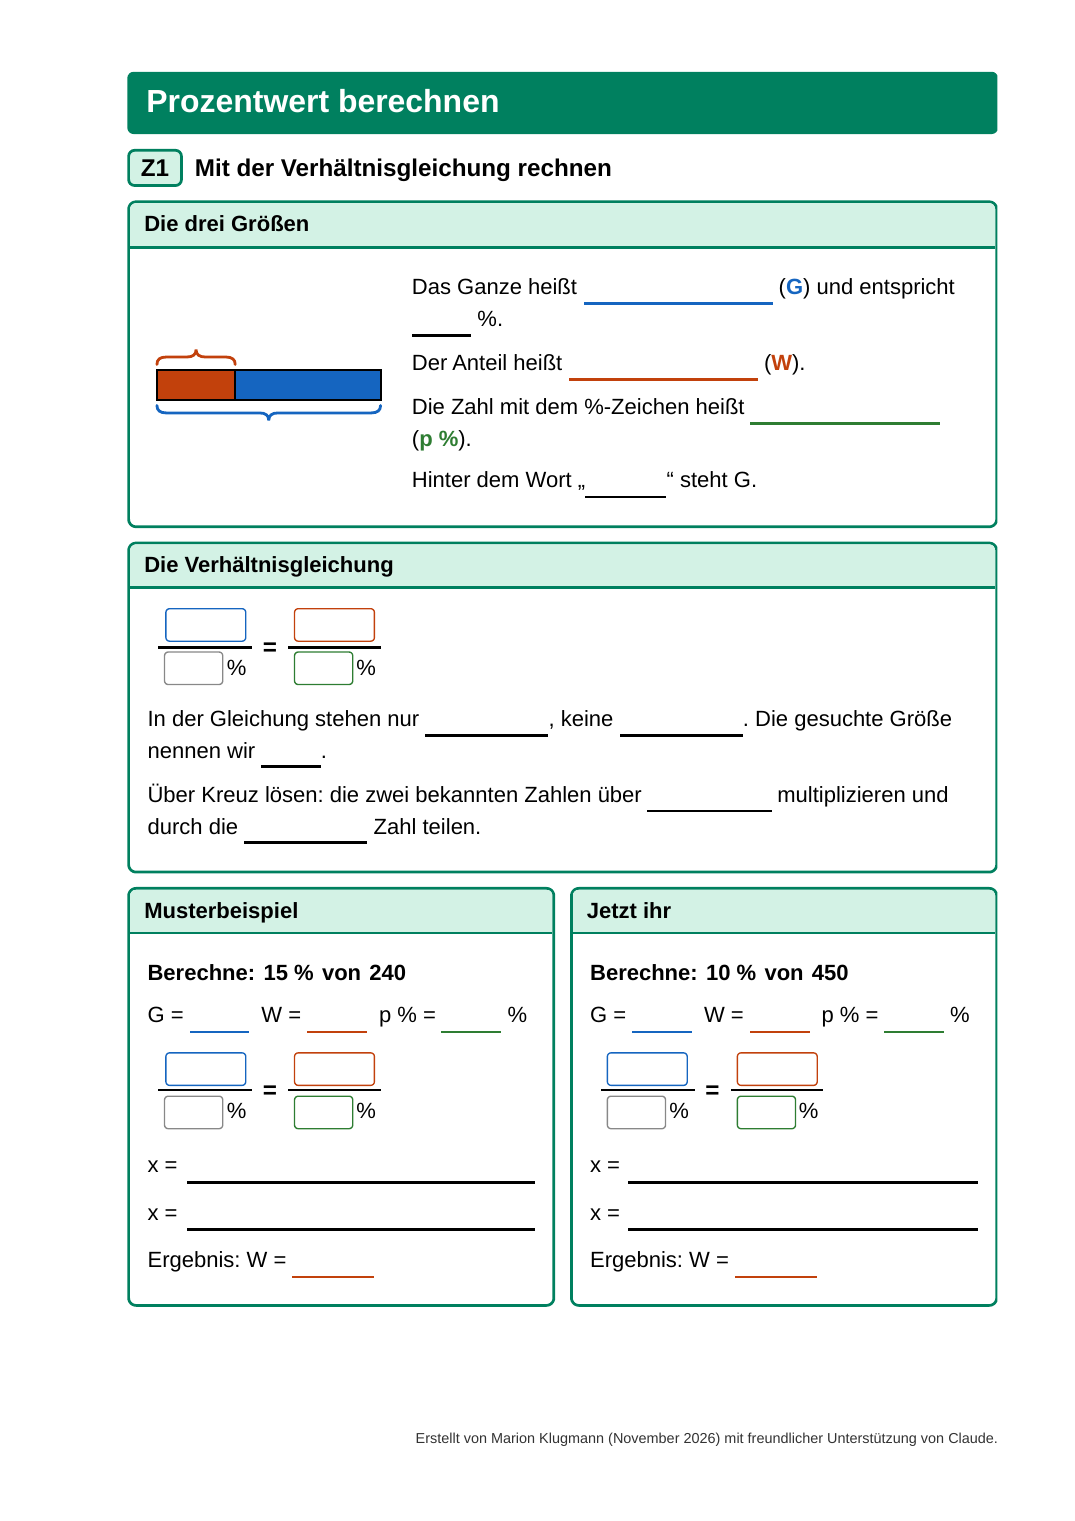 Prozentwert berechnen
Z1 Mit der Verhältnisgleichung rechnen
Die drei Größen
Das Ganze heißt (G) und entspricht
%.
Der Anteil heißt (W).
Die Zahl mit dem %-Zeichen heißt
(p %).
Hinter dem Wort „ “ steht G.
Die Verhältnisgleichung
=
% %
In der Gleichung stehen nur , keine . Die gesuchte Größe
nennen wir .
Über Kreuz lösen: die zwei bekannten Zahlen über multiplizieren und
durch die Zahl teilen.
Musterbeispiel
Berechne: 15 % von 240
G = W = p % = %
=
% %
x =
x =
Ergebnis: W =
Jetzt ihr
Berechne: 10 % von 450
G = W = p % = %
=
% %
x =
x =
Ergebnis: W =
Erstellt von Marion Klugmann (November 2026) mit freundlicher Unterstützung von Claude.